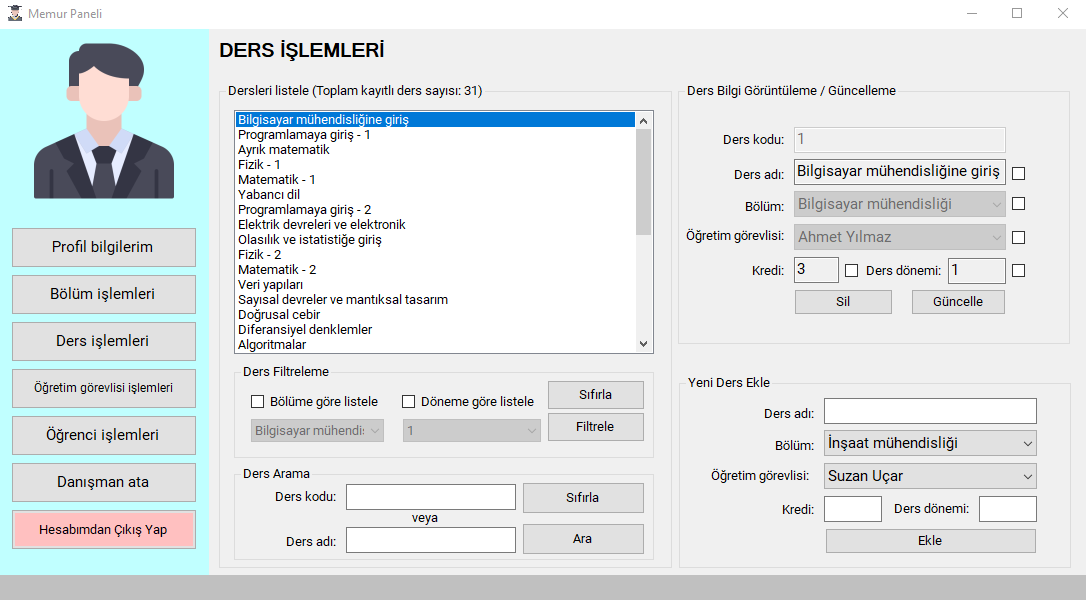 Memur Paneli
DERS İŞLEMLERİ
Profil bilgilerim
Bölüm işlemleri
Ders işlemleri
Öğretim görevlisi işlemleri
Öğrenci işlemleri
Danışman ata
Hesabımdan Çıkış Yap
Dersleri listele (Toplam kayıtlı ders sayısı: 31)
Bilgisayar mühendisliğine giriş
Programlamaya giriş - 1
Ayrık matematik
Fizik - 1
Matematik - 1
Yabancı dil
Programlamaya giriş - 2
Elektrik devreleri ve elektronik
Olasılık ve istatistiğe giriş
Fizik - 2
Matematik - 2
Veri yapıları
Sayısal devreler ve mantıksal tasarım
Doğrusal cebir
Diferansiyel denklemler
Algoritmalar
Ders Filtreleme
Bölüme göre listele Döneme göre listele Sıfırla
Bilgisayar mühendi: 1 Filtrele
Ders Arama
Ders kodu: Sıfırla
veya
Ders adı: Ara
Ders Bilgi Görüntüleme / Güncelleme
Ders kodu: 1
Ders adı: Bilgisayar mühendisliğine giriş
Bölüm: Bilgisayar mühendisliği
Öğretim görevlisi: Ahmet Yılmaz
Kredi: 3 Ders dönemi: 1
Sil Güncelle
Yeni Ders Ekle
Ders adı:
Bölüm: İnşaat mühendisliği
Öğretim görevlisi: Suzan Uçar
Kredi: Ders dönemi:
Ekle